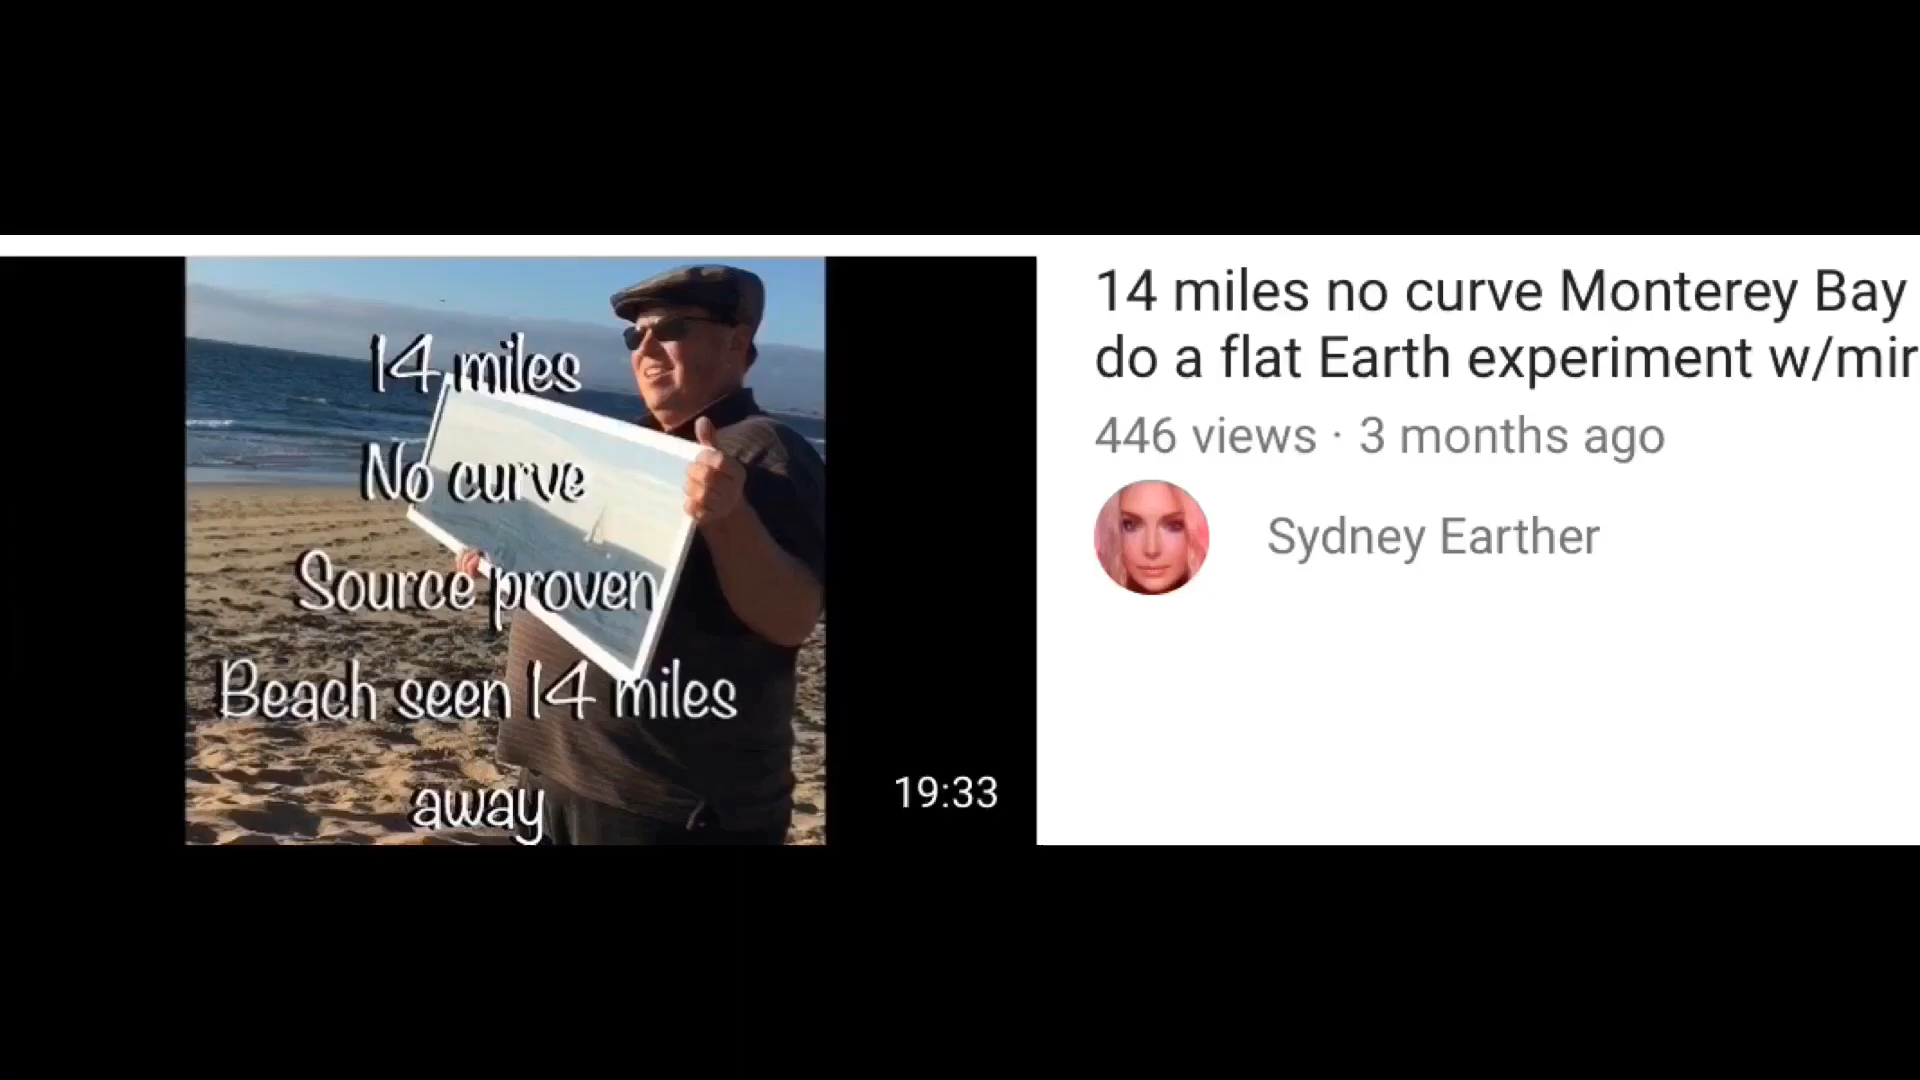 14 miles
No curve
Source proven
Beach seen 14 miles
away
19:33
14 miles no curve Monterey Bay
do a flat Earth experiment w/mir
446 views · 3 months ago
Sydney Earther